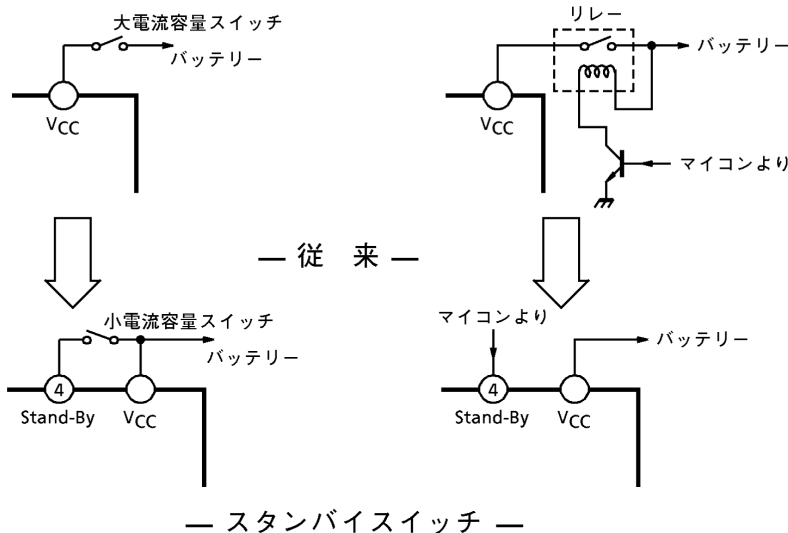 大電流容量スイッチ
バッテリー
VCC
リレー
バッテリー
VCC
マイコンより
— 従 来 —
小電流容量スイッチ
バッテリー
4
Stand-By
VCC
マイコンより
バッテリー
4
Stand-By
VCC
— スタンバイスイッチ —